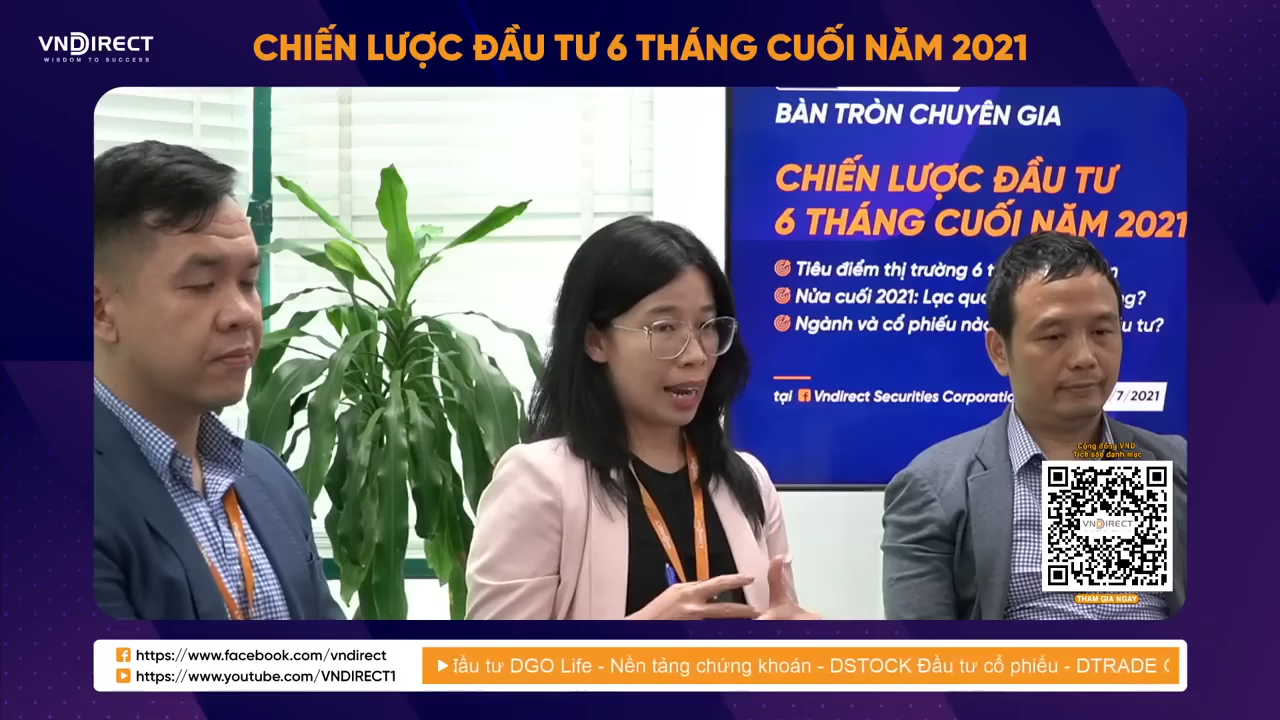 VNDIRECT
WISDOM TO SUCCESS
CHIẾN LƯỢC ĐẦU TƯ 6 THÁNG CUỐI NĂM 2021
BÀN TRÒN CHUYÊN GIA
CHIẾN LƯỢC ĐẦU TƯ
6 THÁNG CUỐI NĂM 2021
Tiêu điểm thị trường 6 t
Nửa cuối 2021: Lạc qua g?
Ngành và cổ phiếu nào u tư?
tại Vndirect Securities Corporatio /7/2021
Cộng đồng VND
Tích sản danh mục
VNDIRECT
THAM GIA NGAY
https://www.facebook.com/vndirect
https://www.youtube.com/VNDIRECT1
Đầu tư DGO Life - Nền tảng chứng khoán - DSTOCK Đầu tư cổ phiếu - DTRADE